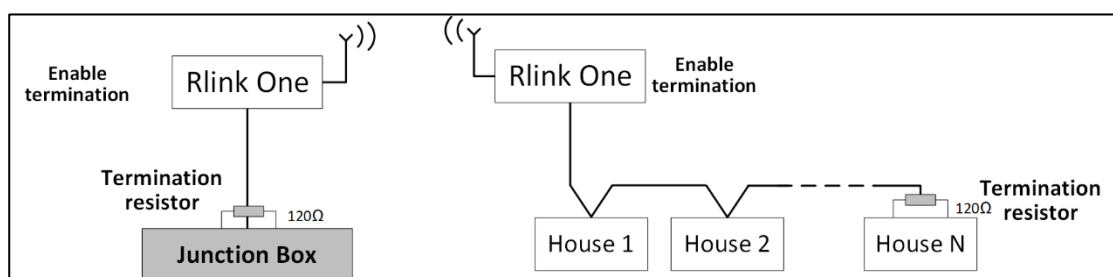 Enable
termination
Rlink One
Rlink One
Enable
termination
Termination
resistor
120Ω
Junction Box
House 1
House 2
House N
120Ω
Termination
resistor